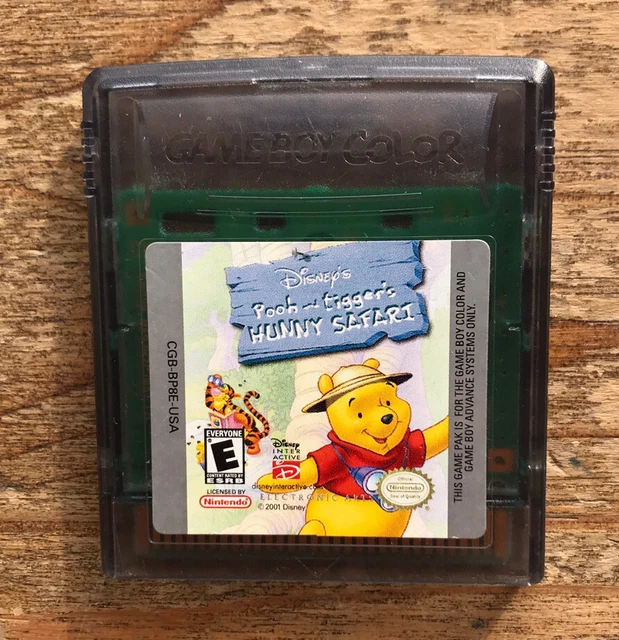 GAME BOY COLOR
Disney's
Pooh and tigger's
HUNNY SAFARI
CGB-BP8E-USA
THIS GAME PAK IS FOR THE GAME BOY COLOR AND
GAME BOY ADVANCE SYSTEMS ONLY.
EVERYONE
E
CONTENT RATED BY
ESRB
Disney
INTER
ACTIVE
D
disneyinteractive.co
LICENSED BY
Nintendo
ELECTRONIC ARTS
© 2001 Disney
Official
Nintendo
Seal of Quality